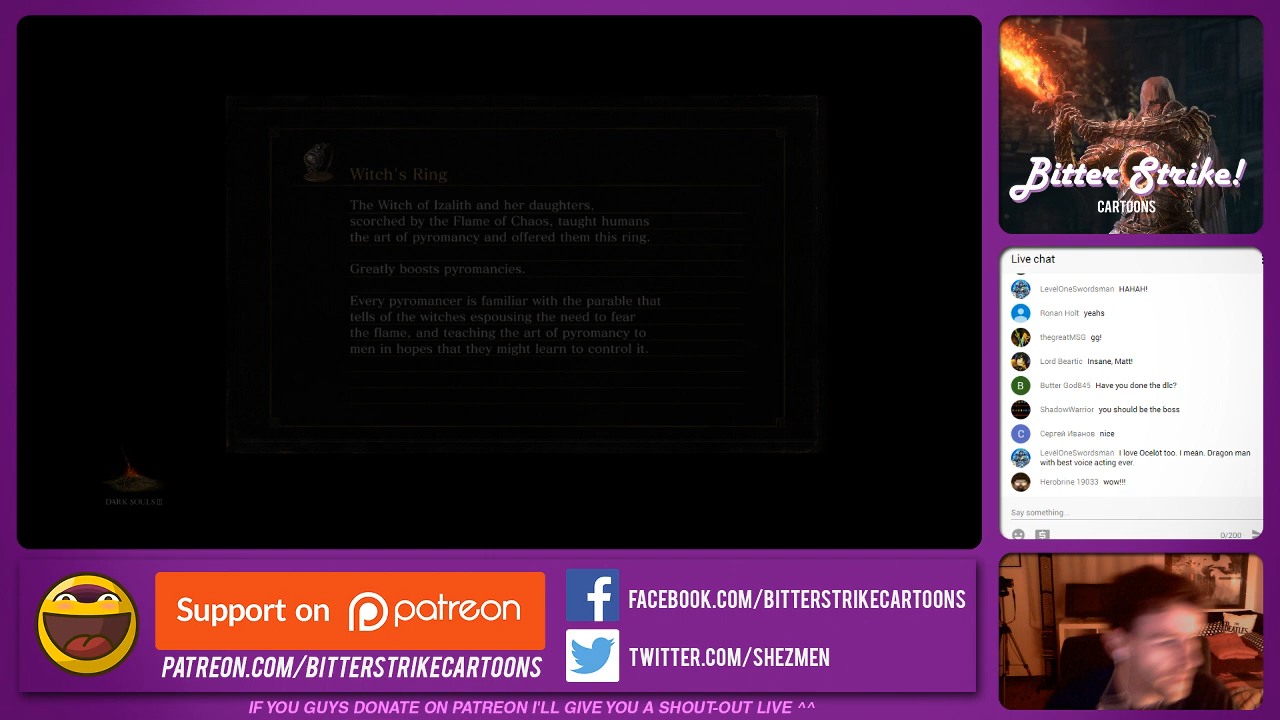 Witch's Ring
The Witch of Izalith and her daughters,
scorched by the Flame of Chaos, taught humans
the art of pyromancy and offered them this ring.
Greatly boosts pyromancies.
Every pyromancer is familiar with the parable that
tells of the witches espousing the need to fear
the flame, and teaching the art of pyromancy to
men in hopes that they might learn to control it.
DARK SOULS III
Bitter Strike!
CARTOONS
Live chat
LevelOneSwordsman HAHAH!
Ronan Holt yeahs
thegreatMSG gg!
Lord Beartic Insane, Matt!
B Butter God845 Have you done the dlc?
ShadowWarrior you should be the boss
C Сергей Иванов nice
LevelOneSwordsman I love Ocelot too. I mean. Dragon man
with best voice acting ever.
Herobrine 19033 wow!!!
Say something...
0/200
THE
BEATLES
Support on patreon
PATREON.COM/BITTERSTRIKECARTOONS
f FACEBOOK.COM/BITTERSTRIKECARTOONS
TWITTER.COM/SHEZMEN
IF YOU GUYS DONATE ON PATREON I'LL GIVE YOU A SHOUT-OUT LIVE ^^